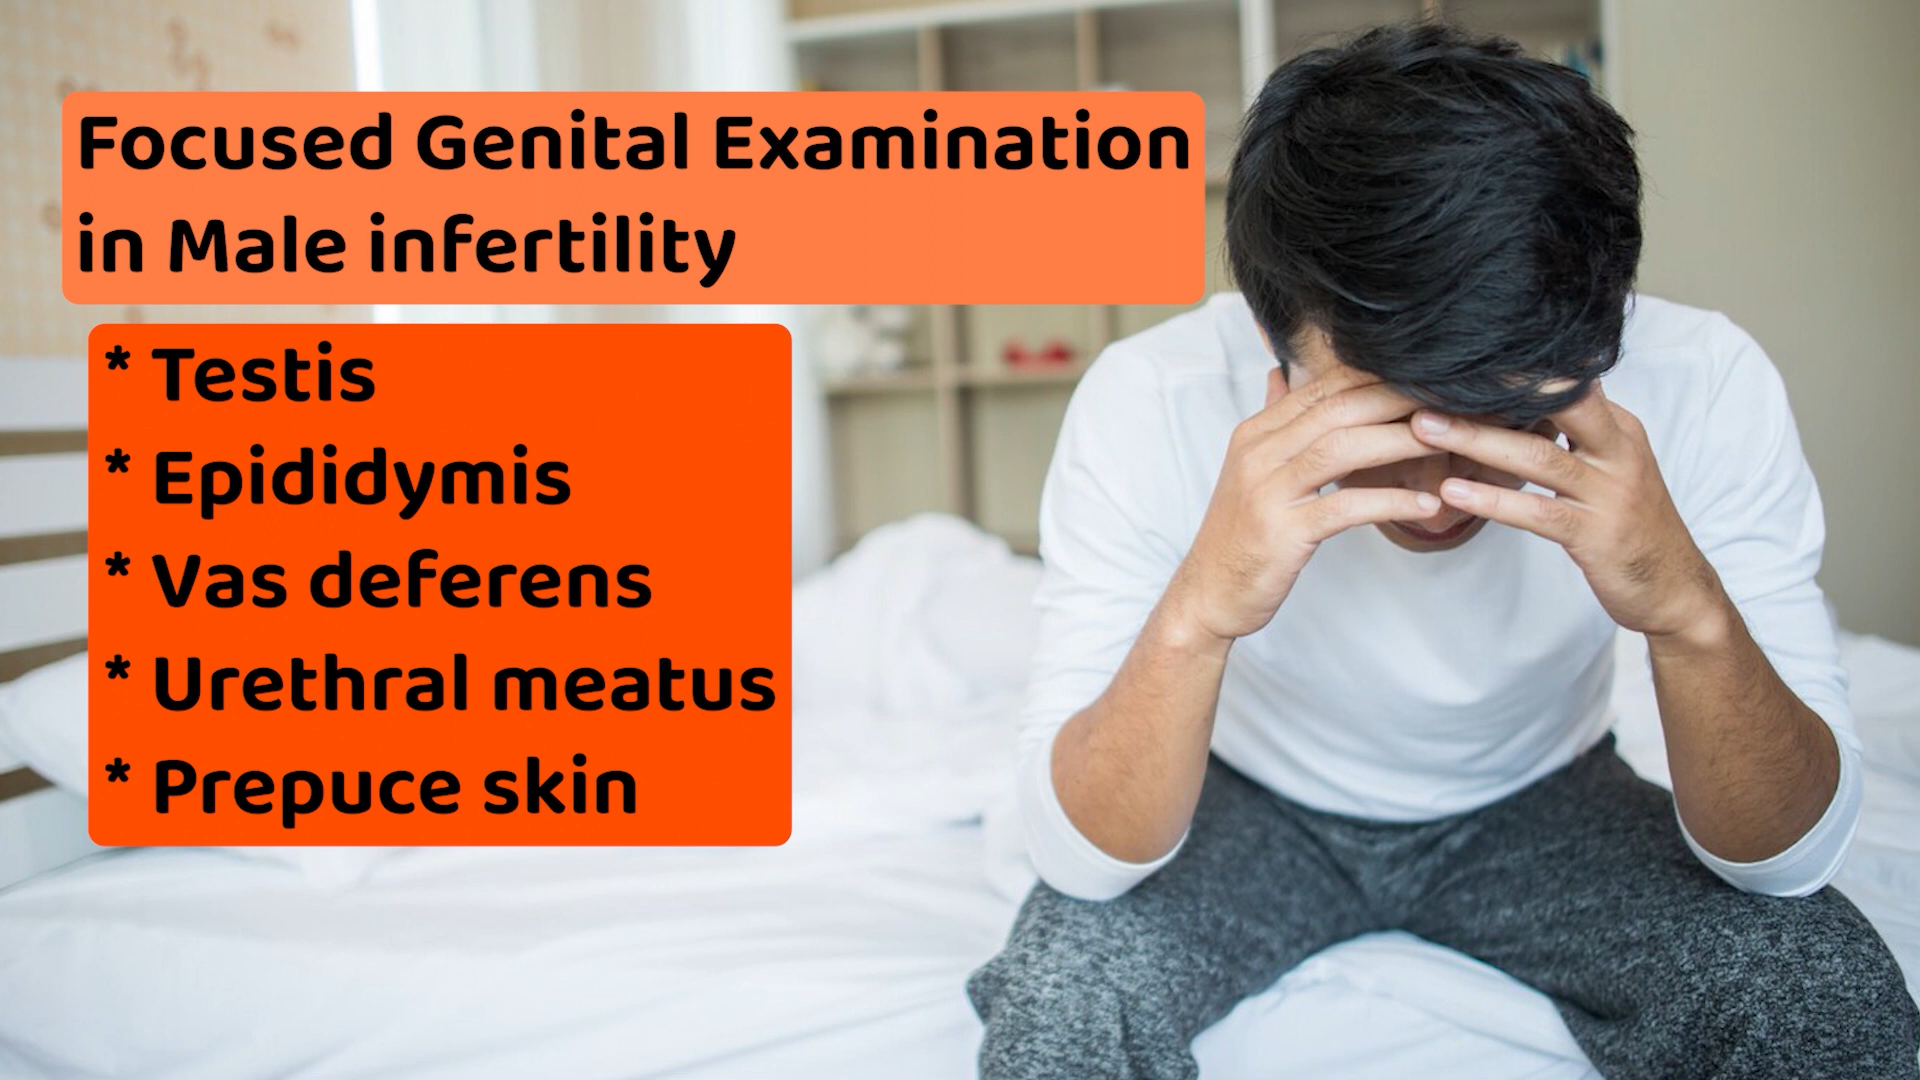 Focused Genital Examination
in Male infertility
* Testis
* Epididymis
* Vas deferens
* Urethral meatus
* Prepuce skin